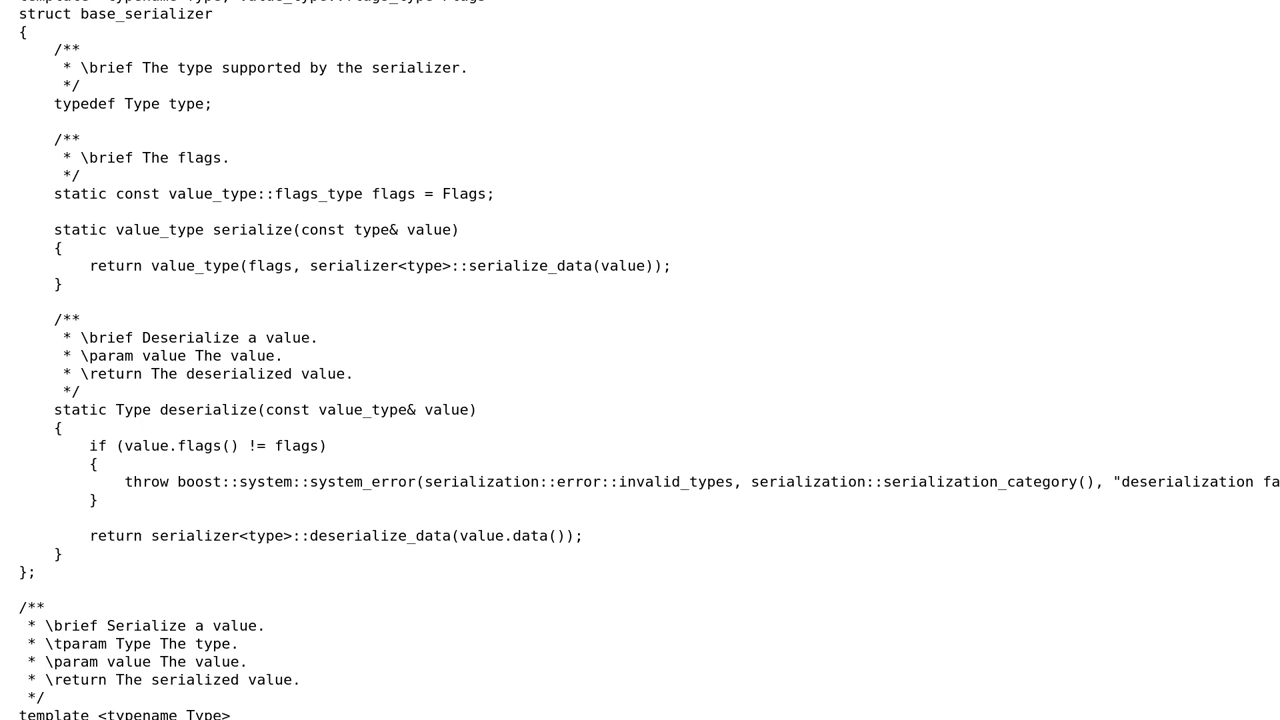 struct base_serializer
{
    /**
     * \brief The type supported by the serializer.
     */
    typedef Type type;

    /**
     * \brief The flags.
     */
    static const value_type::flags_type flags = Flags;

    static value_type serialize(const type& value)
    {
        return value_type(flags, serializer<type>::serialize_data(value));
    }

    /**
     * \brief Deserialize a value.
     * \param value The value.
     * \return The deserialized value.
     */
    static Type deserialize(const value_type& value)
    {
        if (value.flags() != flags)
        {
            throw boost::system::system_error(serialization::error::invalid_types, serialization::serialization_category(), "deserialization fa
        }

        return serializer<type>::deserialize_data(value.data());
    }
};

/**
 * \brief Serialize a value.
 * \tparam Type The type.
 * \param value The value.
 * \return The serialized value.
 */
template <typename Type>